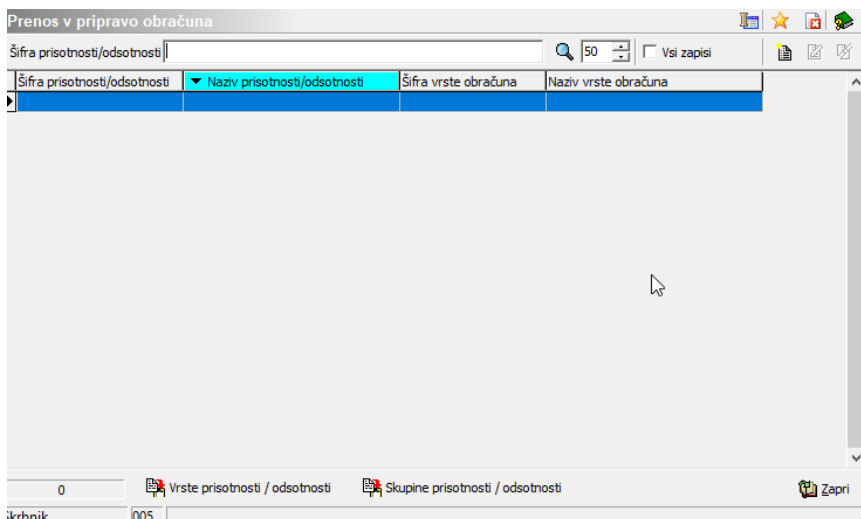 Prenos v pripravo obračuna
Šifra prisotnosti/odsotnosti 50 Vsi zapisi
Šifra prisotnosti/odsotnosti Naziv prisotnosti/odsotnosti Šifra vrste obračuna Naziv vrste obračuna
0 Vrste prisotnosti / odsotnosti Skupine prisotnosti / odsotnosti Zapri
Skrbnik 005